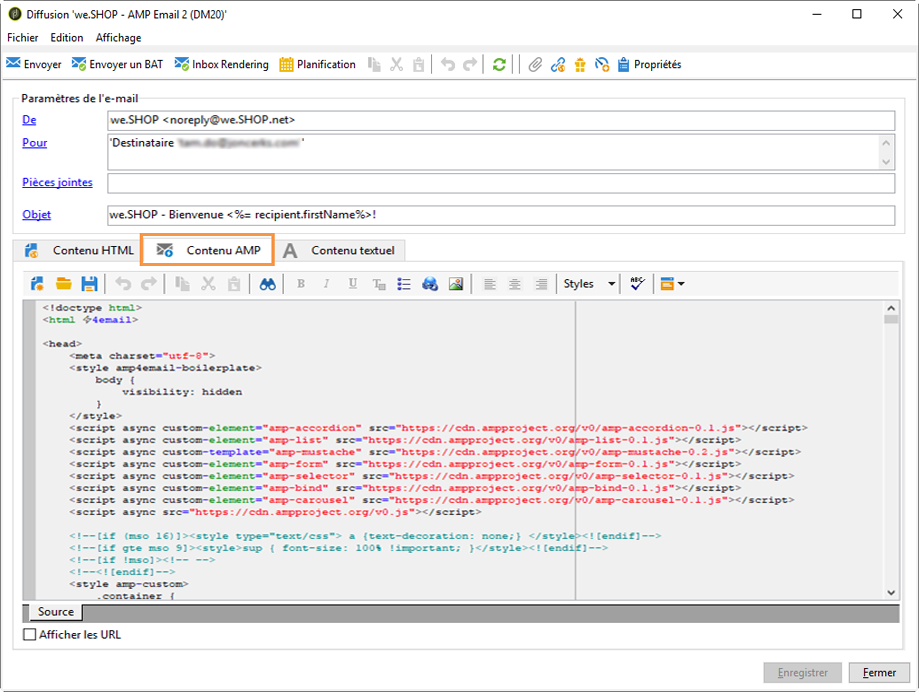 Diffusion 'we.SHOP - AMP Email 2 (DM20)'
Fichier Edition Affichage
Envoyer Envoyer un BAT Inbox Rendering Planification Propriétés
Paramètres de l'e-mail
De we.SHOP <noreply@we.SHOP.net>
Pour 'Destinataire ' '
Pièces jointes
Objet we.SHOP - Bienvenue <%= recipient.firstName%>!
Contenu HTML Contenu AMP A Contenu textuel
B I U T Styles ABC
<!doctype html>
<html ⚡4email>
<head>
<meta charset="utf-8">
<style amp4email-boilerplate>
body {
visibility: hidden
}
</style>
<script async custom-element="amp-accordion" src="https://cdn.ampproject.org/v0/amp-accordion-0.1.js"></script>
<script async custom-element="amp-list" src="https://cdn.ampproject.org/v0/amp-list-0.1.js"></script>
<script async custom-template="amp-mustache" src="https://cdn.ampproject.org/v0/amp-mustache-0.2.js"></script>
<script async custom-element="amp-form" src="https://cdn.ampproject.org/v0/amp-form-0.1.js"></script>
<script async custom-element="amp-selector" src="https://cdn.ampproject.org/v0/amp-selector-0.1.js"></script>
<script async custom-element="amp-bind" src="https://cdn.ampproject.org/v0/amp-bind-0.1.js"></script>
<script async custom-element="amp-carousel" src="https://cdn.ampproject.org/v0/amp-carousel-0.1.js"></script>
<script async src="https://cdn.ampproject.org/v0.js"></script>
<!--[if (mso 16)]><style type="text/css"> a {text-decoration: none;} </style><![endif]-->
<!--[if gte mso 9]><style>sup { font-size: 100% !important; }</style><![endif]-->
<!--[if !mso]><!-- -->
<!--<![endif]-->
<style amp-custom>
.container {
Source
Afficher les URL
Enregistrer Fermer